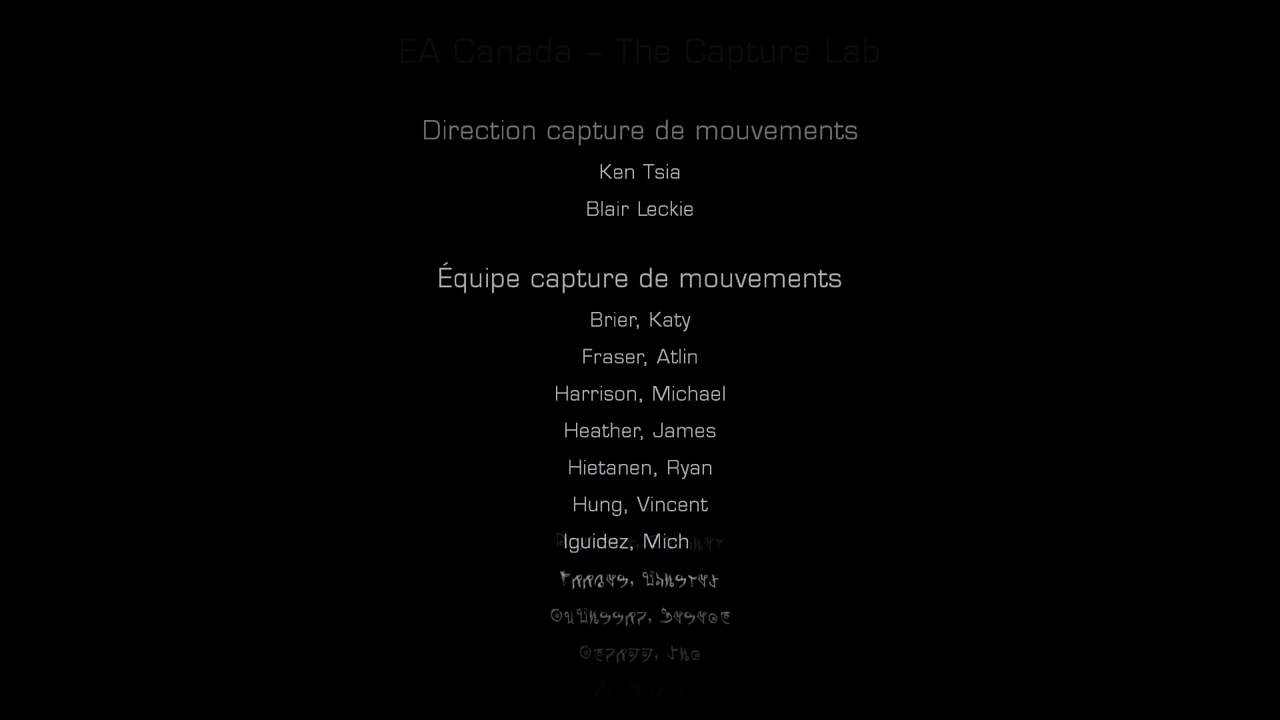 EA Canada – The Capture Lab
Direction capture de mouvements
Ken Tsia
Blair Leckie
Équipe capture de mouvements
Brier, Katy
Fraser, Atlin
Harrison, Michael
Heather, James
Hietanen, Ryan
Hung, Vincent
Iguidez, Mich